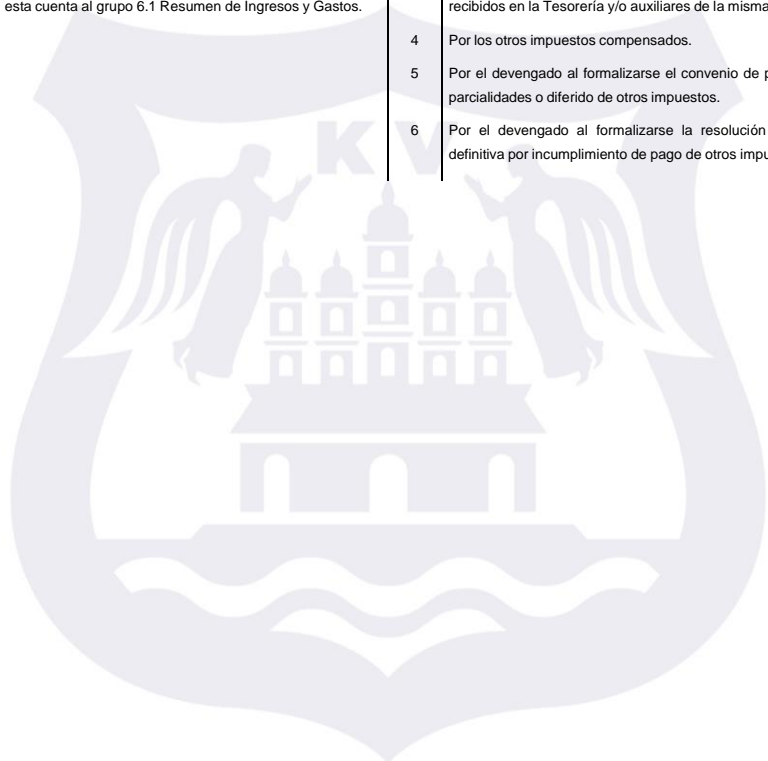 esta cuenta al grupo 6.1 Resumen de Ingresos y Gastos.
recibidos en la Tesorería y/o auxiliares de la misma
4 Por los otros impuestos compensados.
5 Por el devengado al formalizarse el convenio de
parcialidades o diferido de otros impuestos.
6 Por el devengado al formalizarse la resolución
definitiva por incumplimiento de pago de otros
K V